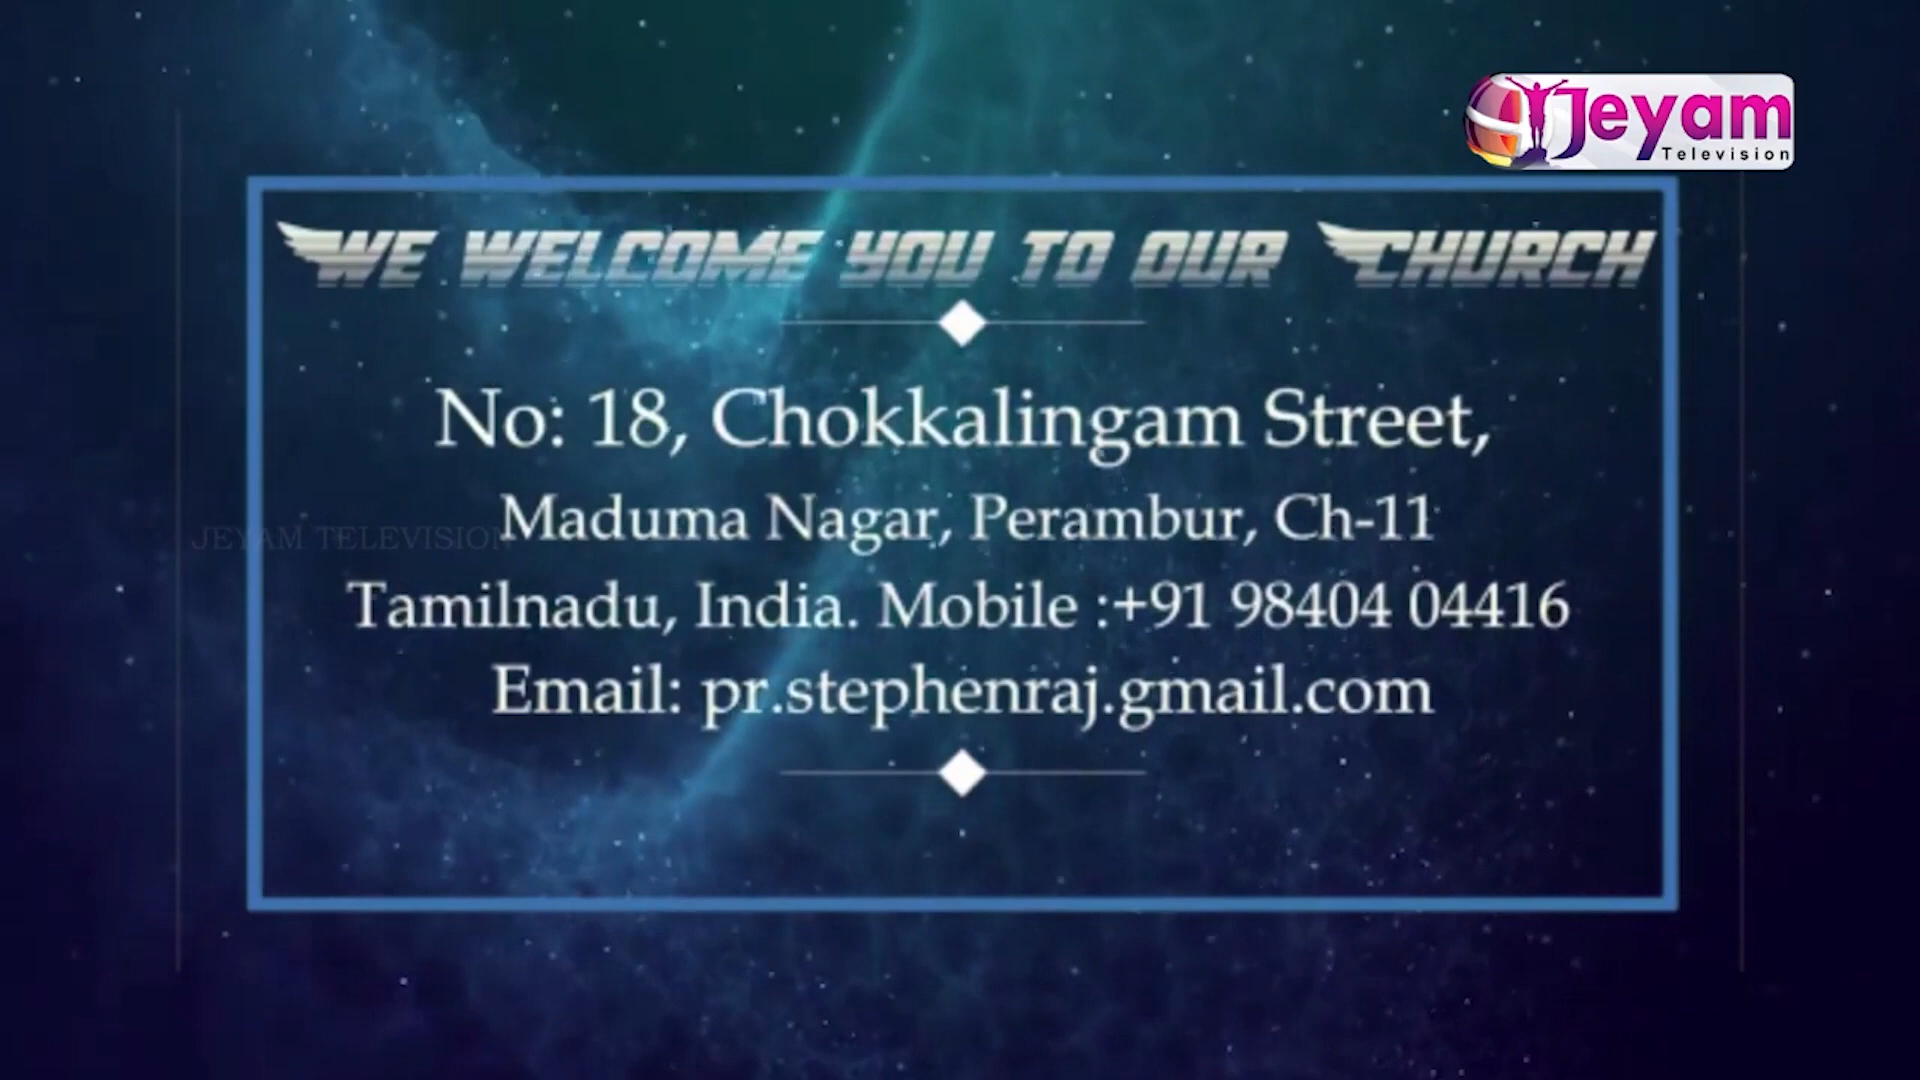 Jeyam
Television
WE WELCOME YOU TO OUR CHURCH
No: 18, Chokkalingam Street,
Maduma Nagar, Perambur, Ch-11
JEYAM TELEVISION
Tamilnadu, India. Mobile :+91 98404 04416
Email: pr.stephenraj.gmail.com